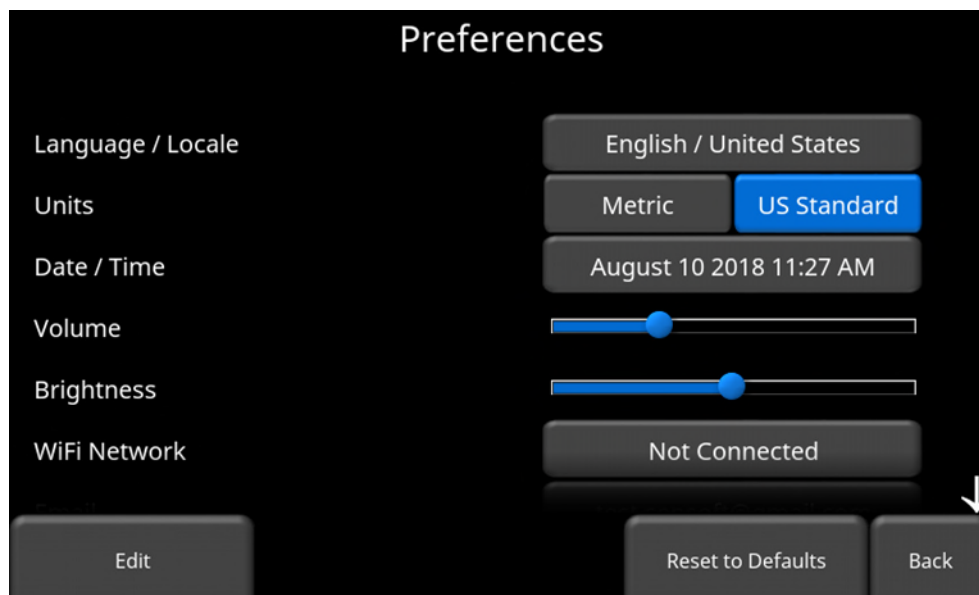 Preferences
Language / Locale English / United States
Units Metric US Standard
Date / Time August 10 2018 11:27 AM
Volume
Brightness
WiFi Network Not Connected
Email
Edit Reset to Defaults Back